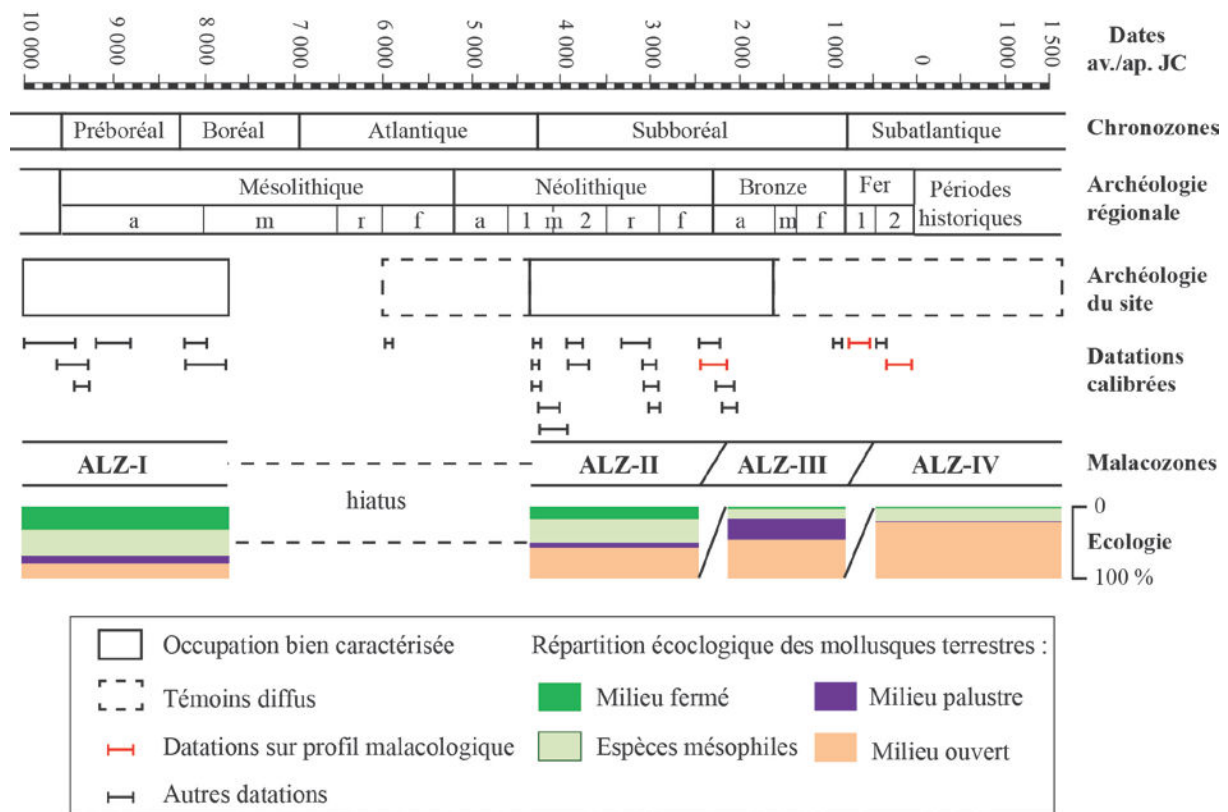 10 000 9 000 8 000 7 000 6 000 5 000 4 000 3 000 2 000 1 000 0 1 000 1 500
Dates
av./ap. JC
Préboréal Boréal Atlantique Subboréal Subatlantique Chronozones
Mésolithique Néolithique Bronze Fer Périodes historiques
a m r f a 1 m 2 r f a m f 1 2
Archéologie
régionale
Archéologie
du site
Datations
calibrées
ALZ-I ALZ-II ALZ-III ALZ-IV Malacozones
hiatus
0
Ecologie
100 %
Occupation bien caractérisée
Témoins diffus
Datations sur profil malacologique
Autres datations
Répartition écoclogique des mollusques terrestres :
Milieu fermé Milieu palustre
Espèces mésophiles Milieu ouvert